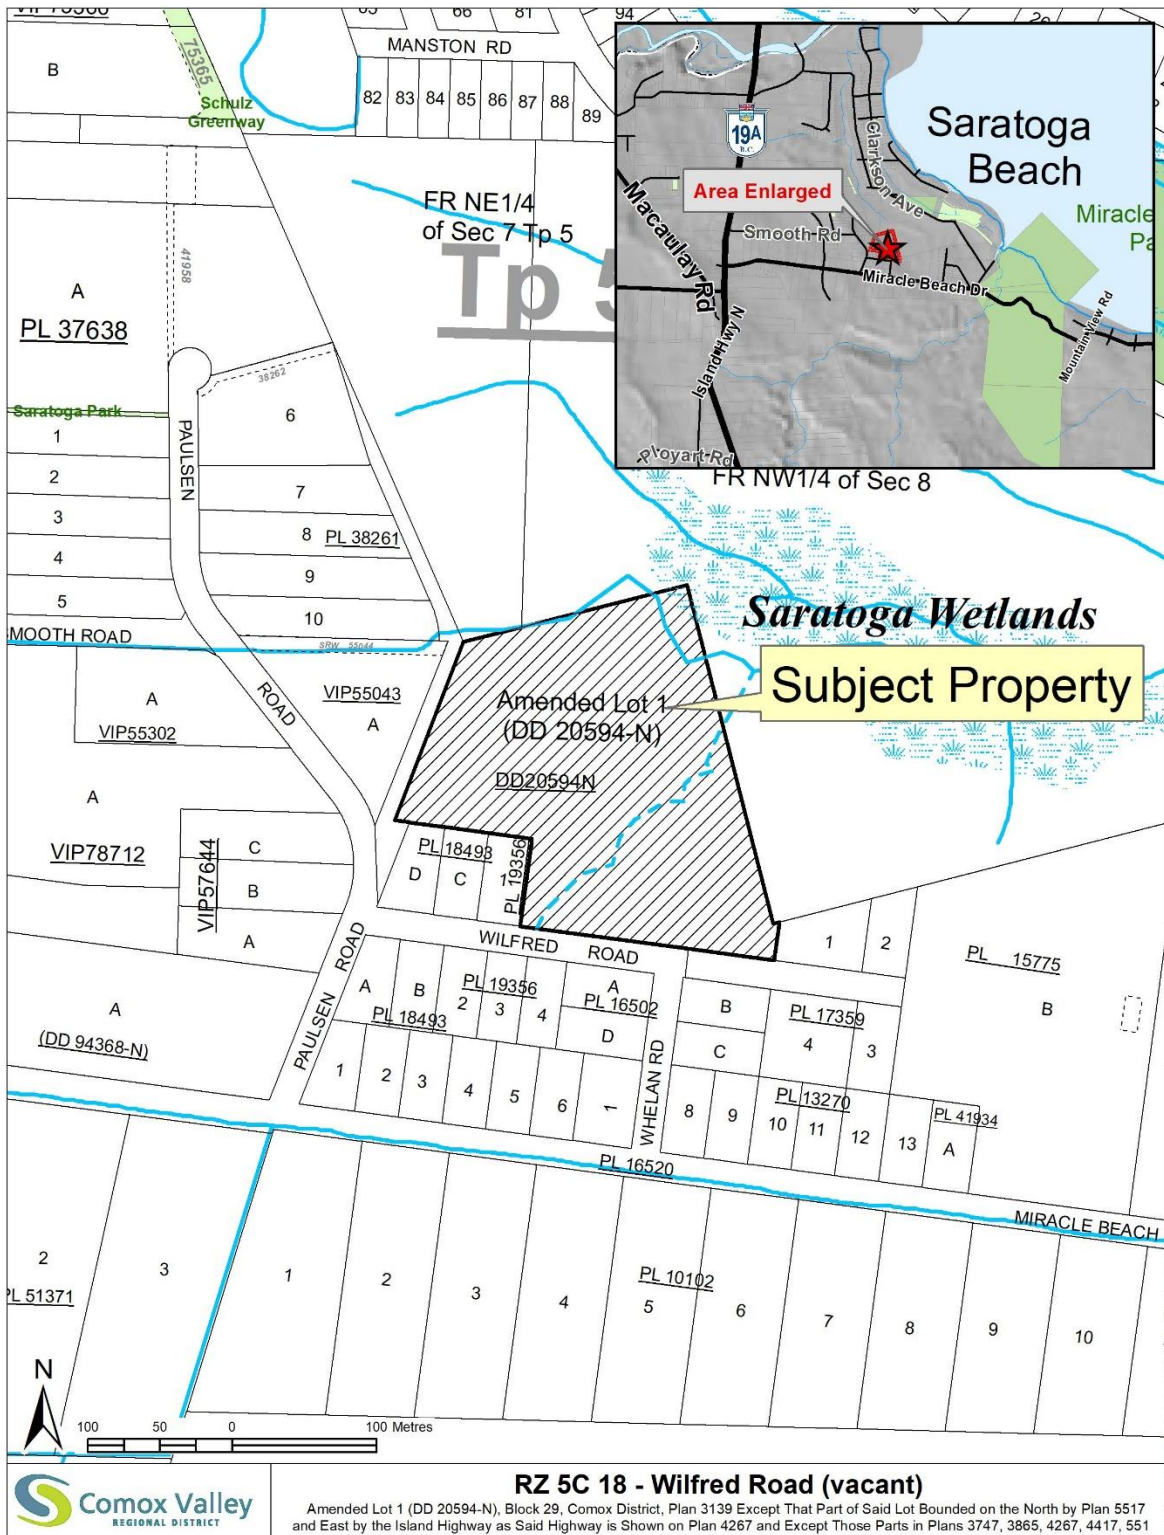 VIP75500
B
75365
Schulz
Greenway
MANSTON RD
66
81
94
82 83 84 85 86 87 88 89
FR NE1/4
of Sec 7 Tp 5
Tp 5
41958
A
PL 37638
38262
Saratoga Park
6
PAULSEN
1
2
3
4
5
7
8 PL 38261
9
10
19A
B.C.
Saratoga
Beach
Area Enlarged
Clarkson Ave
Macaulay Rd
Smooth Rd
Miracle Beach Dr
Miracle
Island Hwy N
Mountain View Rd
Ployart Rd
FR NW1/4 of Sec 8
Saratoga Wetlands
Subject Property
SMOOTH ROAD
SRW 55044
A
VIP55302
ROAD
VIP55043
A
Amended Lot 1
(DD 20594-N)
DD20594N
A
VIP78712
VIP57644
C
B
A
PL 18493
D C 1
PL 19356
WILFRED ROAD
1 2
PL 15775
B
A
(DD 94368-N)
PAULSEN ROAD
A B
PL 18493
PL 19356
2 3 4
A
PL 16502
D
B
C
PL 17359
4 3
WHELAN RD
1 2 3 4 5 6 1
8 9 10 11 12 13
PL 13270
PL 41934
A
PL 16520
MIRACLE BEACH
2
PL 51371
3
1 2 3 4 5 6 7 8 9 10
PL 10102
N
100 50 0 100 Metres
Comox Valley
REGIONAL DISTRICT
RZ 5C 18 - Wilfred Road (vacant)
Amended Lot 1 (DD 20594-N), Block 29, Comox District, Plan 3139 Except That Part of Said Lot Bounded on the North by Plan 5517
and East by the Island Highway as Said Highway is Shown on Plan 4267 and Except Those Parts in Plans 3747, 3865, 4267, 4417, 551